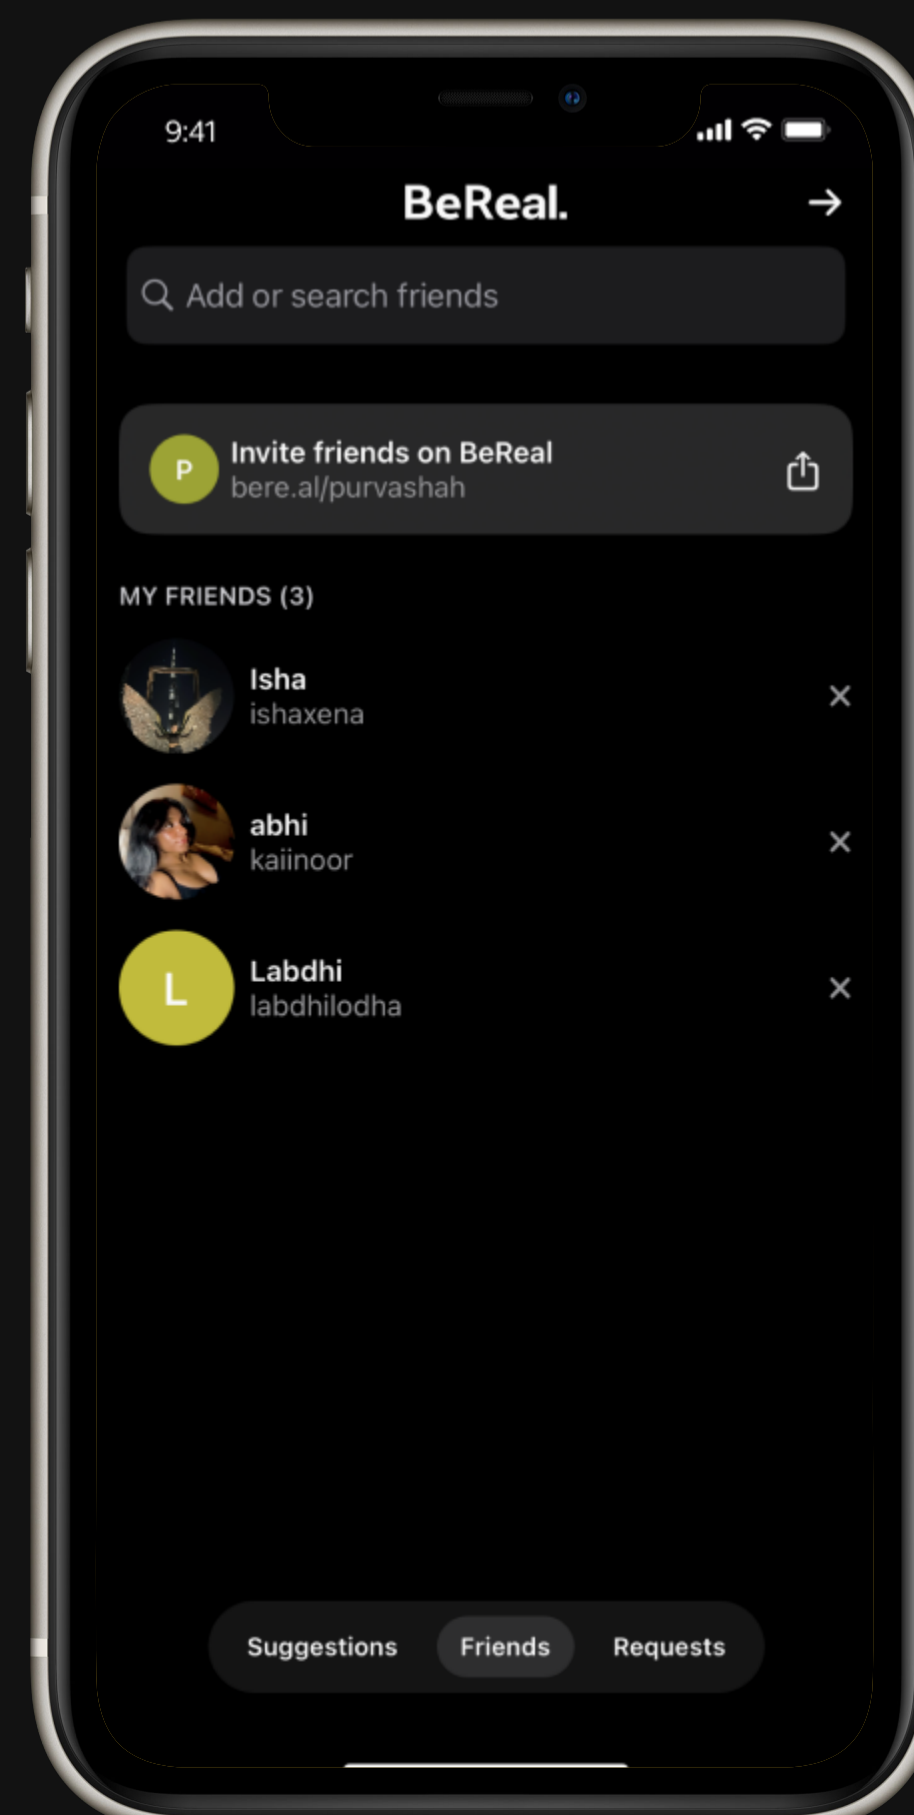 9:41
BeReal.
Add or search friends
P
Invite friends on BeReal
bere.al/purvashah
MY FRIENDS (3)
Isha
ishaxena
abhi
kaiinoor
L
Labdhi
labdhilodha
Suggestions
Friends
Requests